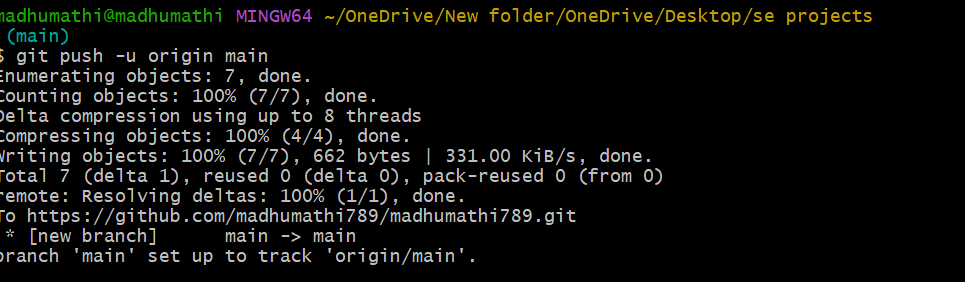 madhumathi@madhumathi MINGW64 ~/OneDrive/New folder/OneDrive/Desktop/se projects
(main)
$ git push -u origin main
Enumerating objects: 7, done.
Counting objects: 100% (7/7), done.
Delta compression using up to 8 threads
Compressing objects: 100% (4/4), done.
Writing objects: 100% (7/7), 662 bytes | 331.00 KiB/s, done.
Total 7 (delta 1), reused 0 (delta 0), pack-reused 0 (from 0)
remote: Resolving deltas: 100% (1/1), done.
To https://github.com/madhumathi789/madhumathi789.git
* [new branch]      main -> main
branch 'main' set up to track 'origin/main'.